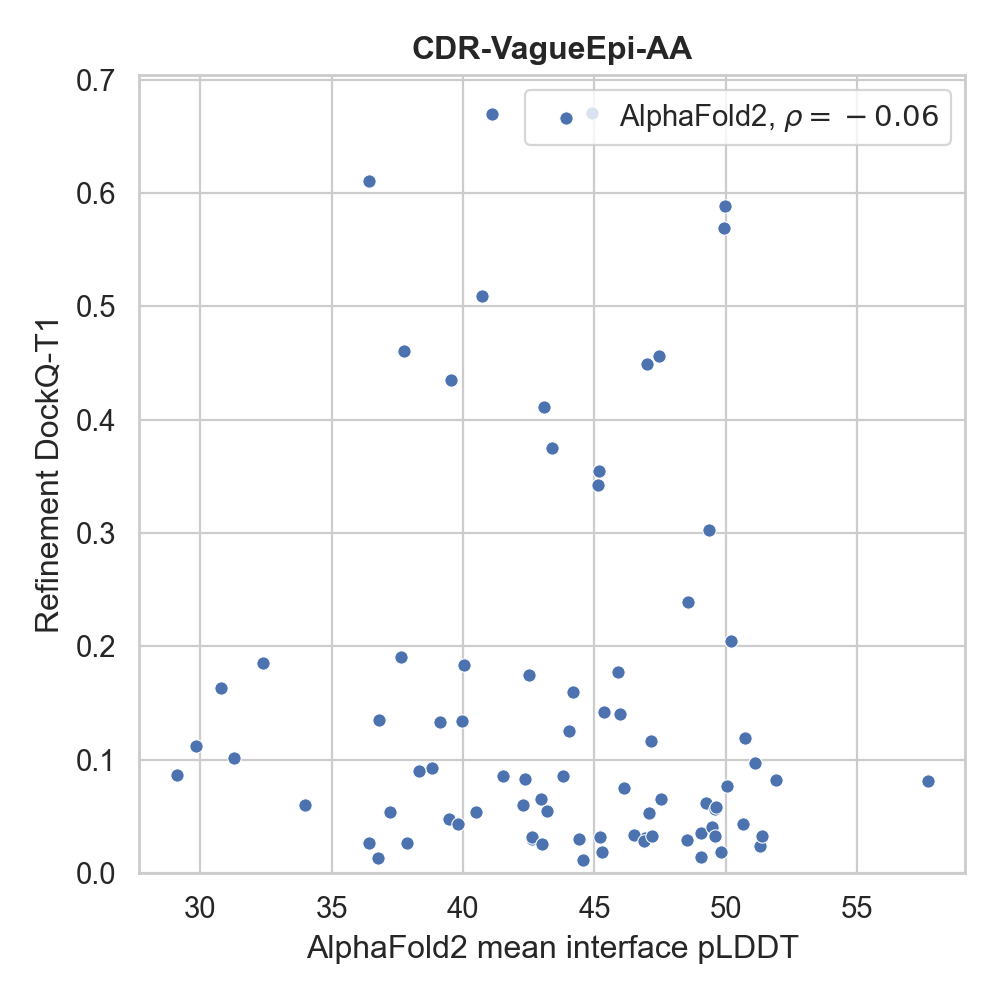 CDR-VagueEpi-AA
AlphaFold2, ρ = −0.06
Refinement DockQ-T1
0.7
0.6
0.5
0.4
0.3
0.2
0.1
0.0
30 35 40 45 50 55
AlphaFold2 mean interface pLDDT